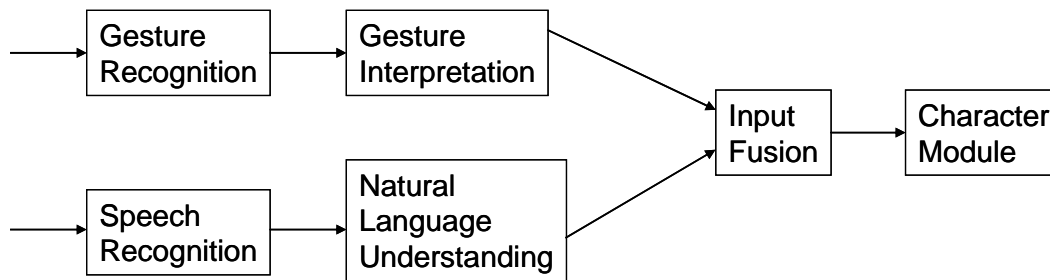 Gesture
Recognition
Gesture
Interpretation
Input
Fusion
Character
Module
Speech
Recognition
Natural
Language
Understanding